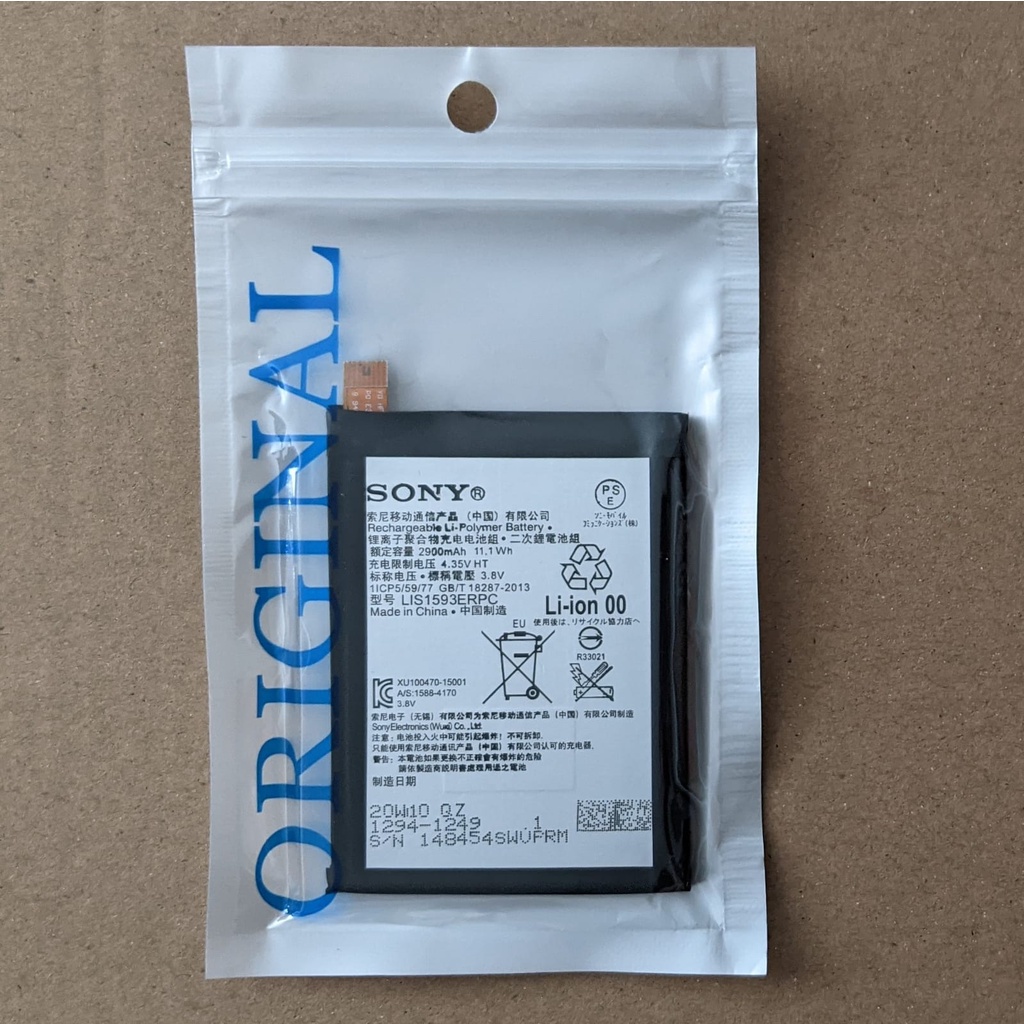 ORIGINAL
SONY®
PS
E
ソニーモバイル
コミュニケーションズ(株)
索尼移动通信产品（中国）有限公司
Rechargeable Li-Polymer Battery •
锂离子聚合物充电电池组・二次鋰電池組
額定容量 2900mAh 11.1Wh
充电限制电压 4.35V HT
标称电压・標稱電壓 3.8V
1ICP5/59/77 GB/T 18287-2013
型号 LIS1593ERPC
Made in China • 中国制造
Li-ion 00
使用後は、リサイクル協力店へ
EU
R33021
XU100470-15001
A/S:1588-4170
3.8V
索尼电子（无锡）有限公司为索尼移动通信产品（中国）有限公司制造
Sony Electronics (Wuxi) Co., Ltd.
注意：电池投入火中可能引起爆炸！不可拆卸.
只能使用索尼移动通讯产品（中国）有限公司认可的充电器.
警告：本電池如果更换不正確會有爆炸的危險
請依製造商説明書處理用過之電池
制造日期
20W10 QZ
1294-1249 1
S/N 148454SWVFRM